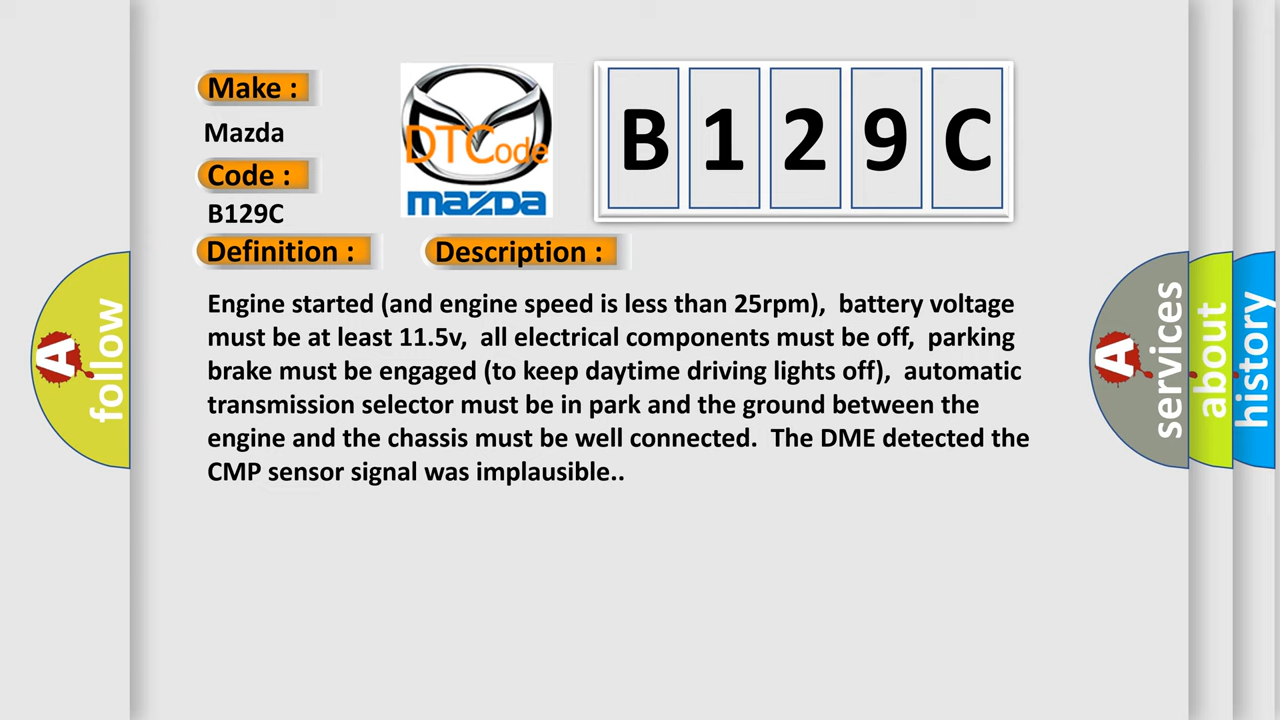 Make :
Mazda
Code :
B129C
Definition :
Description :
DTCode
mazda
B129C
Engine started (and engine speed is less than 25rpm), battery voltage
must be at least 11.5v, all electrical components must be off, parking
brake must be engaged (to keep daytime driving lights off), automatic
transmission selector must be in park and the ground between the
engine and the chassis must be well connected. The DME detected the
CMP sensor signal was implausible..
A
follow
A
services
about
history